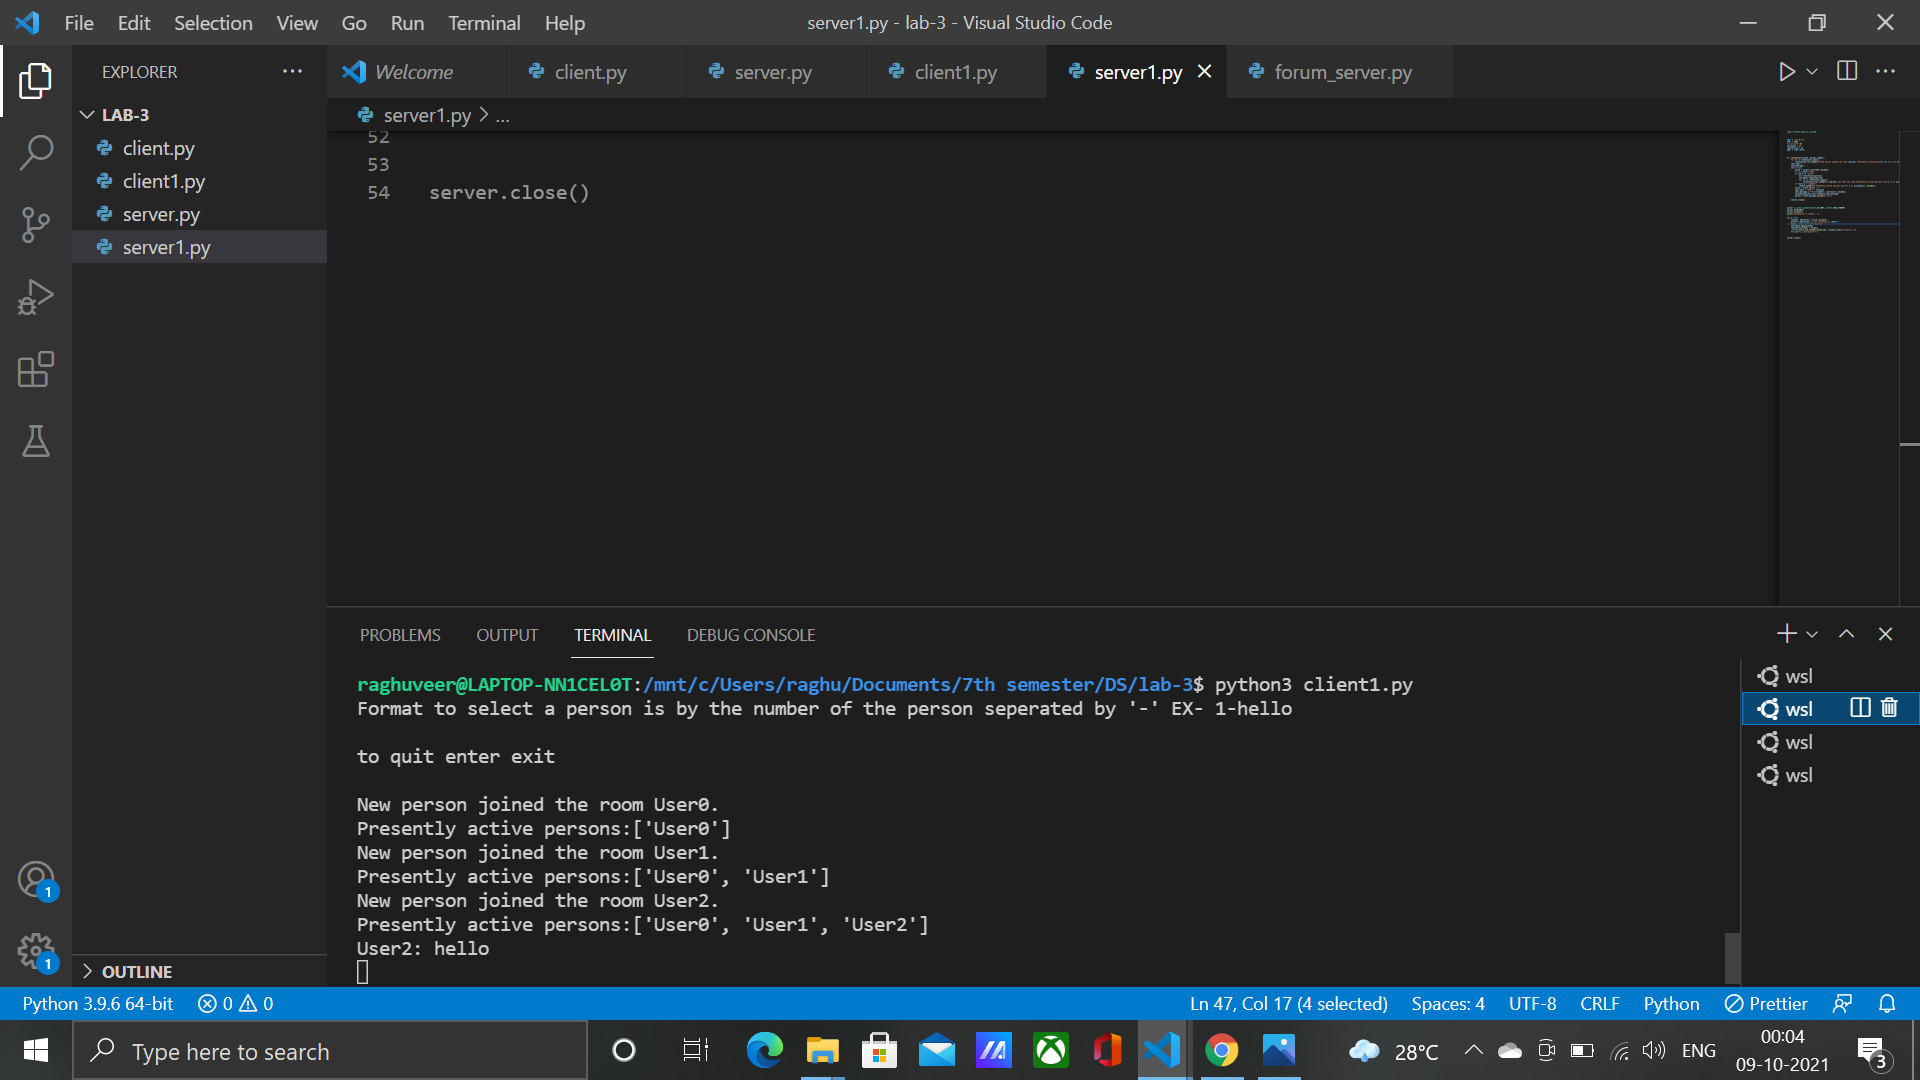 File Edit Selection View Go Run Terminal Help
server1.py - lab-3 - Visual Studio Code
EXPLORER
Welcome
client.py
server.py
client1.py
server1.py
forum_server.py
LAB-3
client.py
client1.py
server.py
server1.py
server1.py > ...
52
53
54 server.close()
PROBLEMS OUTPUT TERMINAL DEBUG CONSOLE
raghuveer@LAPTOP-NN1CEL0T:/mnt/c/Users/raghu/Documents/7th semester/DS/lab-3$ python3 client1.py
Format to select a person is by the number of the person seperated by '-' EX- 1-hello
to quit enter exit
New person joined the room User0.
Presently active persons:['User0']
New person joined the room User1.
Presently active persons:['User0', 'User1']
New person joined the room User2.
Presently active persons:['User0', 'User1', 'User2']
User2: hello
wsl
wsl
wsl
wsl
1
1
OUTLINE
Python 3.9.6 64-bit 0 0
Ln 47, Col 17 (4 selected) Spaces: 4 UTF-8 CRLF Python Prettier
Type here to search
28°C
ENG
00:04
09-10-2021
3